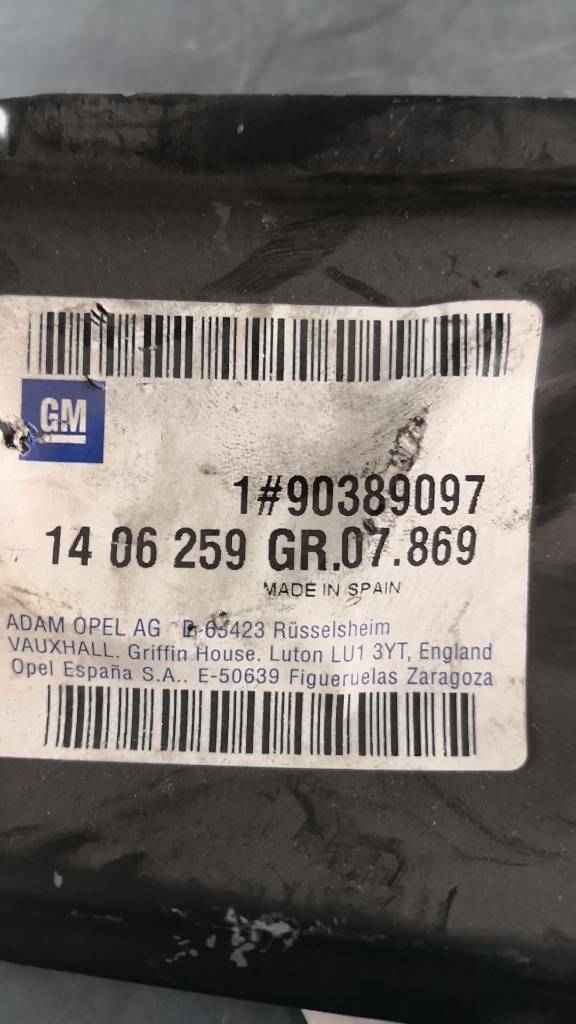 GM
1#90389097
14 06 259 GR.07.869
MADE IN SPAIN
ADAM OPEL AG D-65423 Rüsselsheim
VAUXHALL. Griffin House. Luton LU1 3YT, England
Opel España S.A.. E-50639 Figueruelas Zaragoza